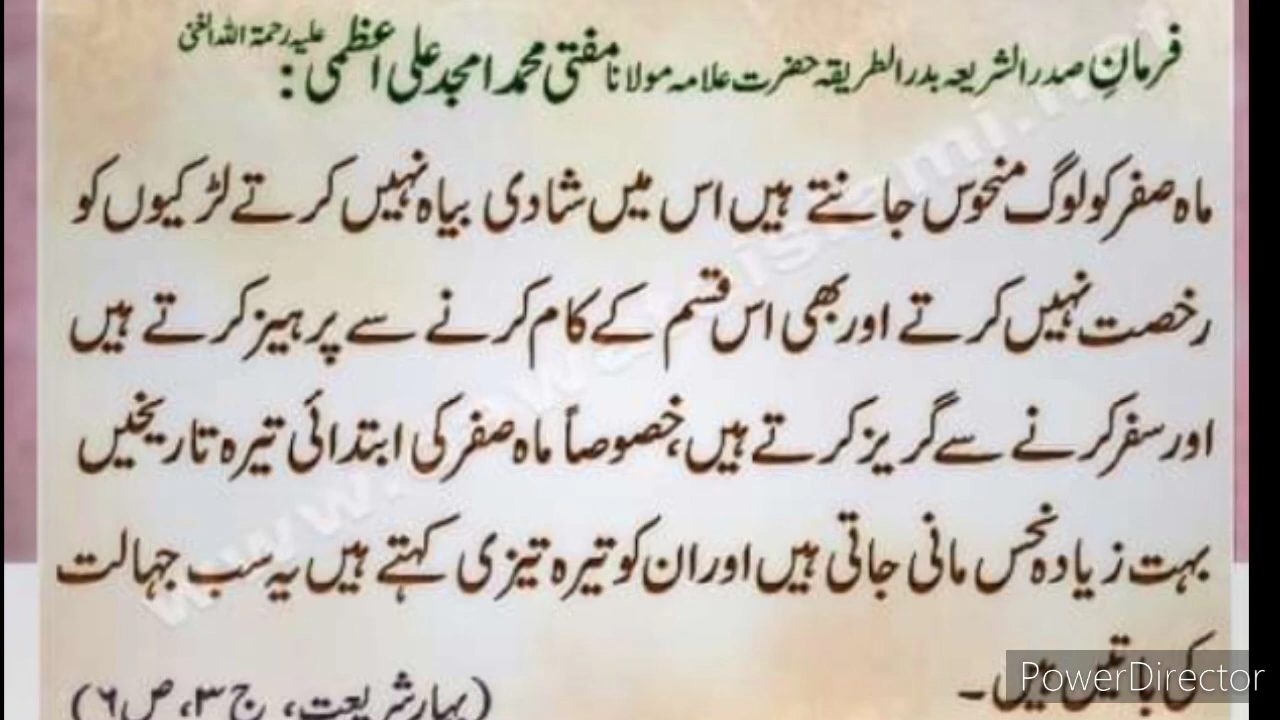 فرمانِ صدر الشریعہ بدر الطریقہ حضرت علامہ مولانا مفتی محمد امجد علی اعظمی علیہ رحمۃ اللہ الغنی :
ماہ صفر کو لوگ منحوس جانتے ہیں اس میں شادی بیاہ نہیں کرتے لڑکیوں کو
رخصت نہیں کرتے اور بھی اس قسم کے کام کرنے سے پرہیز کرتے ہیں
اور سفر کرنے سے گریز کرتے ہیں، خصوصاً ماہ صفر کی ابتدائی تیرہ تاریخیں
بہت زیادہ نحس مانی جاتی ہیں اور ان کو تیرہ تیزی کہتے ہیں یہ سب جہالت
کی باتیں ہیں۔
(بہار شریعت، ج ۳، ص ۶)
PowerDirector